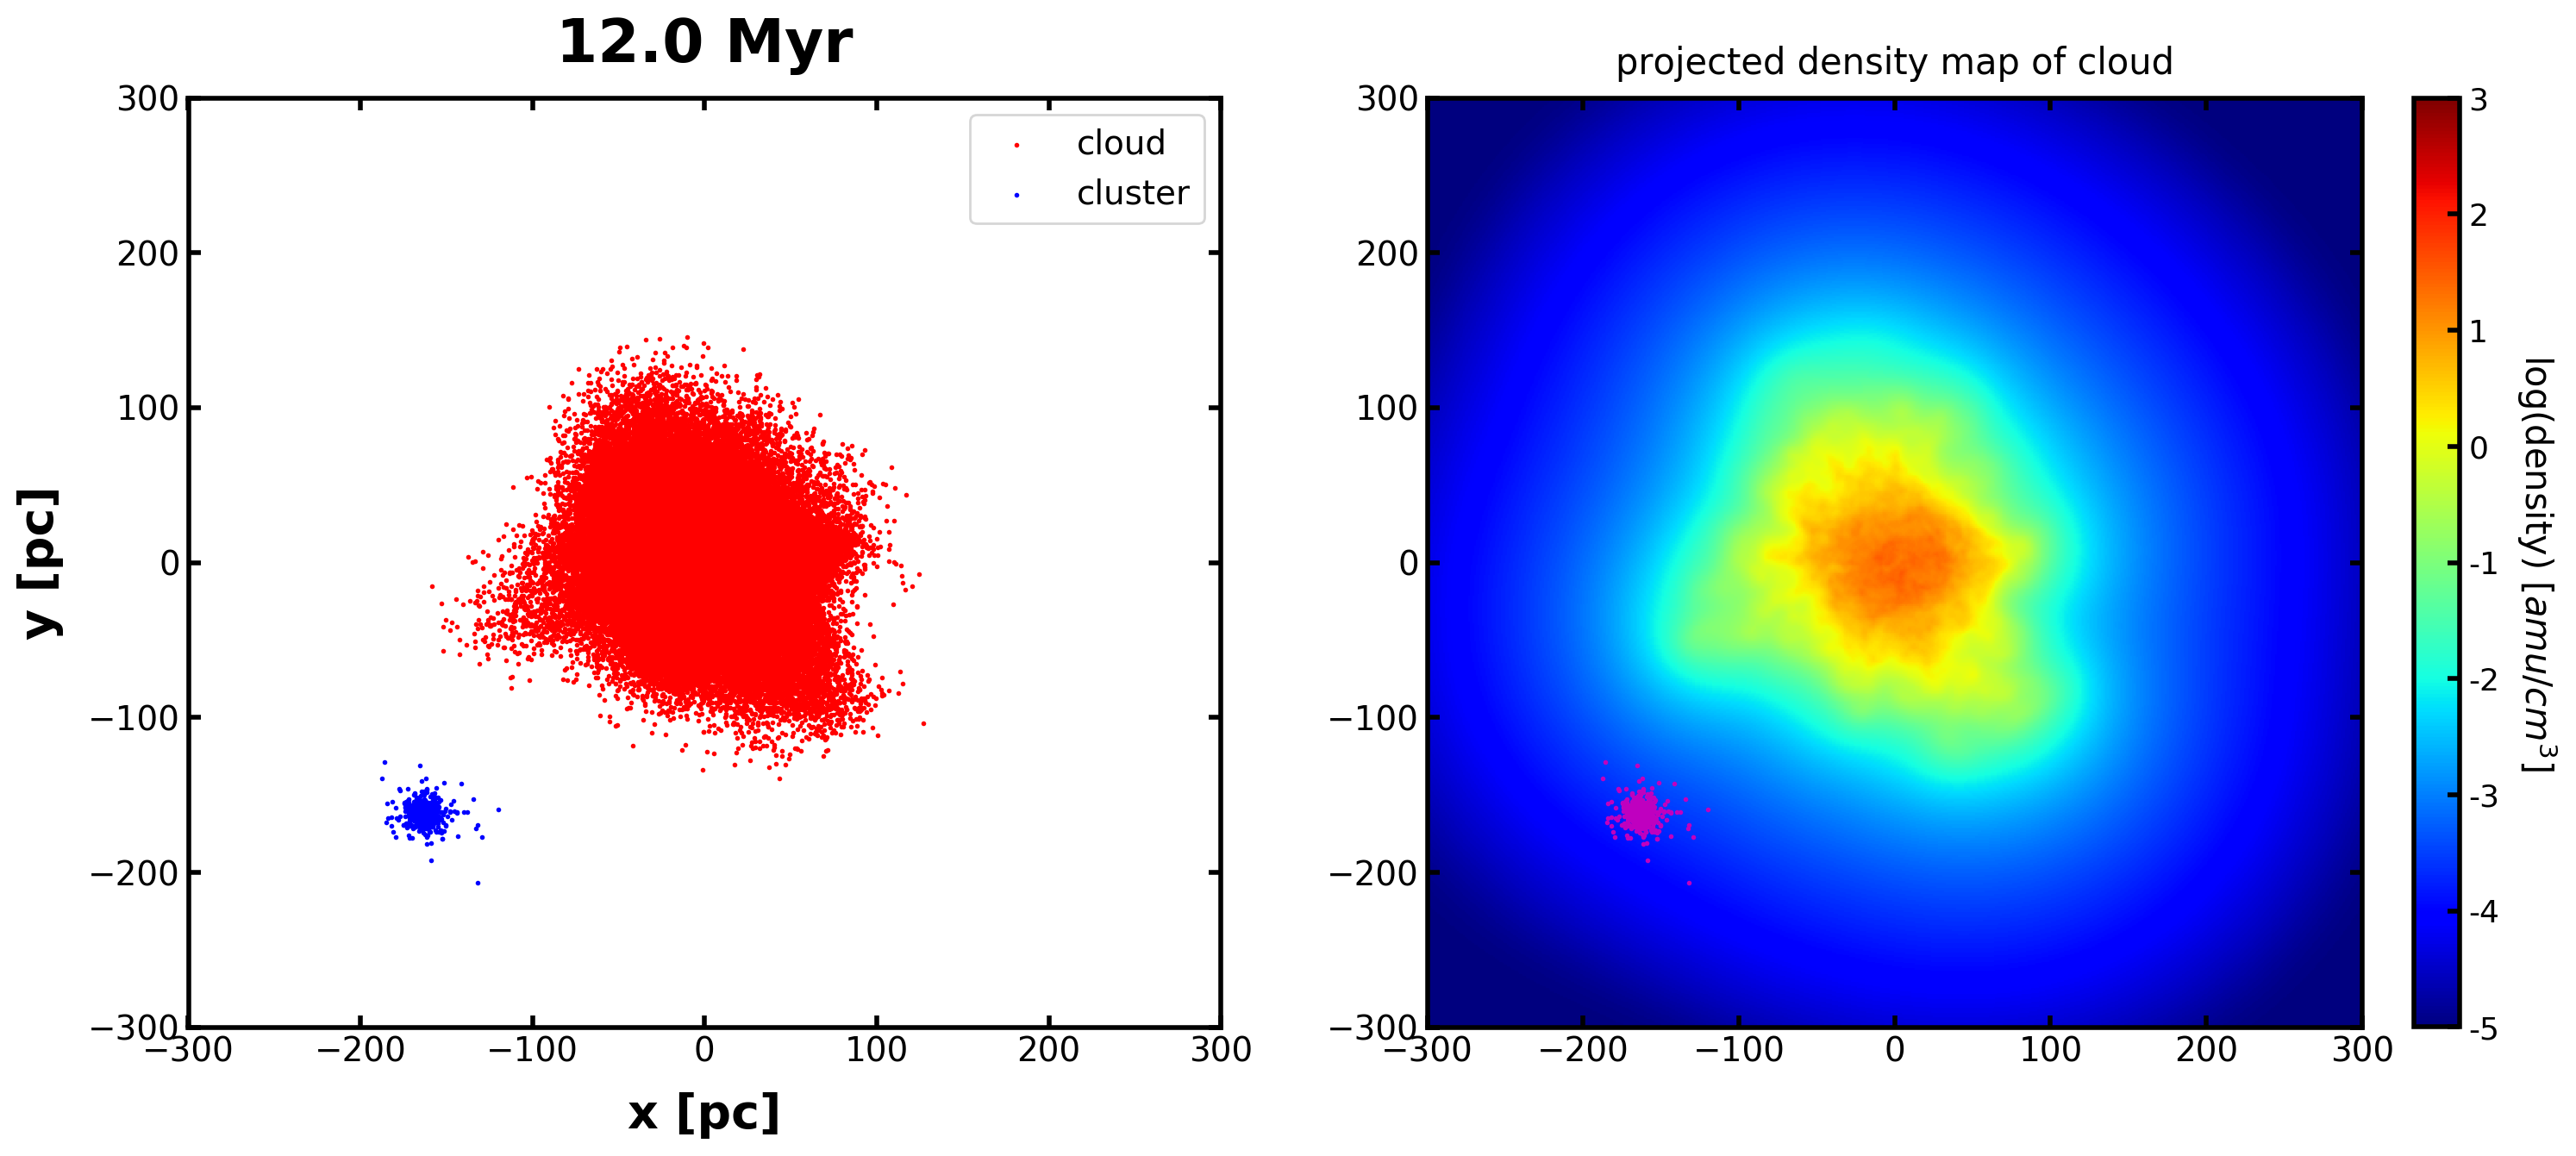 12.0 Myr
300
200
100
0
−100
−200
−300
y [pc]
−300 −200 −100 0 100 200 300
x [pc]
cloud
cluster
projected density map of cloud
300
200
100
0
−100
−200
−300
−300 −200 −100 0 100 200 300
3
2
1
0
-1
-2
-3
-4
-5
log(density) [amu/cm³]